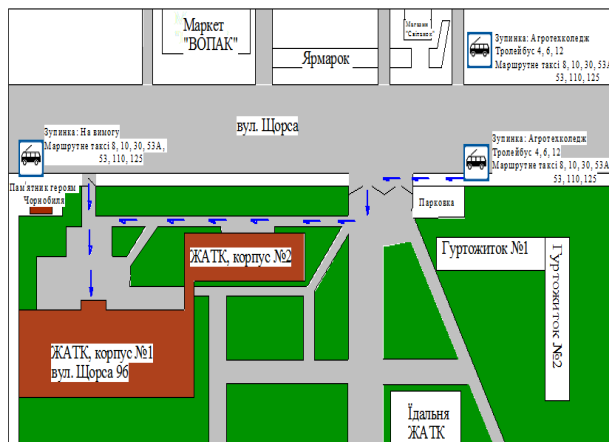 Маркет
"ВОПАК"
Ярмарок
Магазин
Зупинка: Агротехколедж
Тролейбус 4, 6, 12
Маршрутне таксі 8, 10, 30, 53А
53, 110, 125
вул. Щорса
Зупинка: На вимогу
Маршрутне таксі 8, 10, 30, 53А,
53, 110, 125
Зупинка: Агротехколедж
Тролейбус 4, 6, 12
Маршрутне таксі 8, 10, 30, 53А
53, 110, 125
Пам'ятник героям
Чорнобиля
Парковка
ЖАТК, корпус №2
Гуртожиток №1
Гуртожиток №2
ЖАТК, корпус №1
вул. Щорса 96
Їдальня
ЖАТК